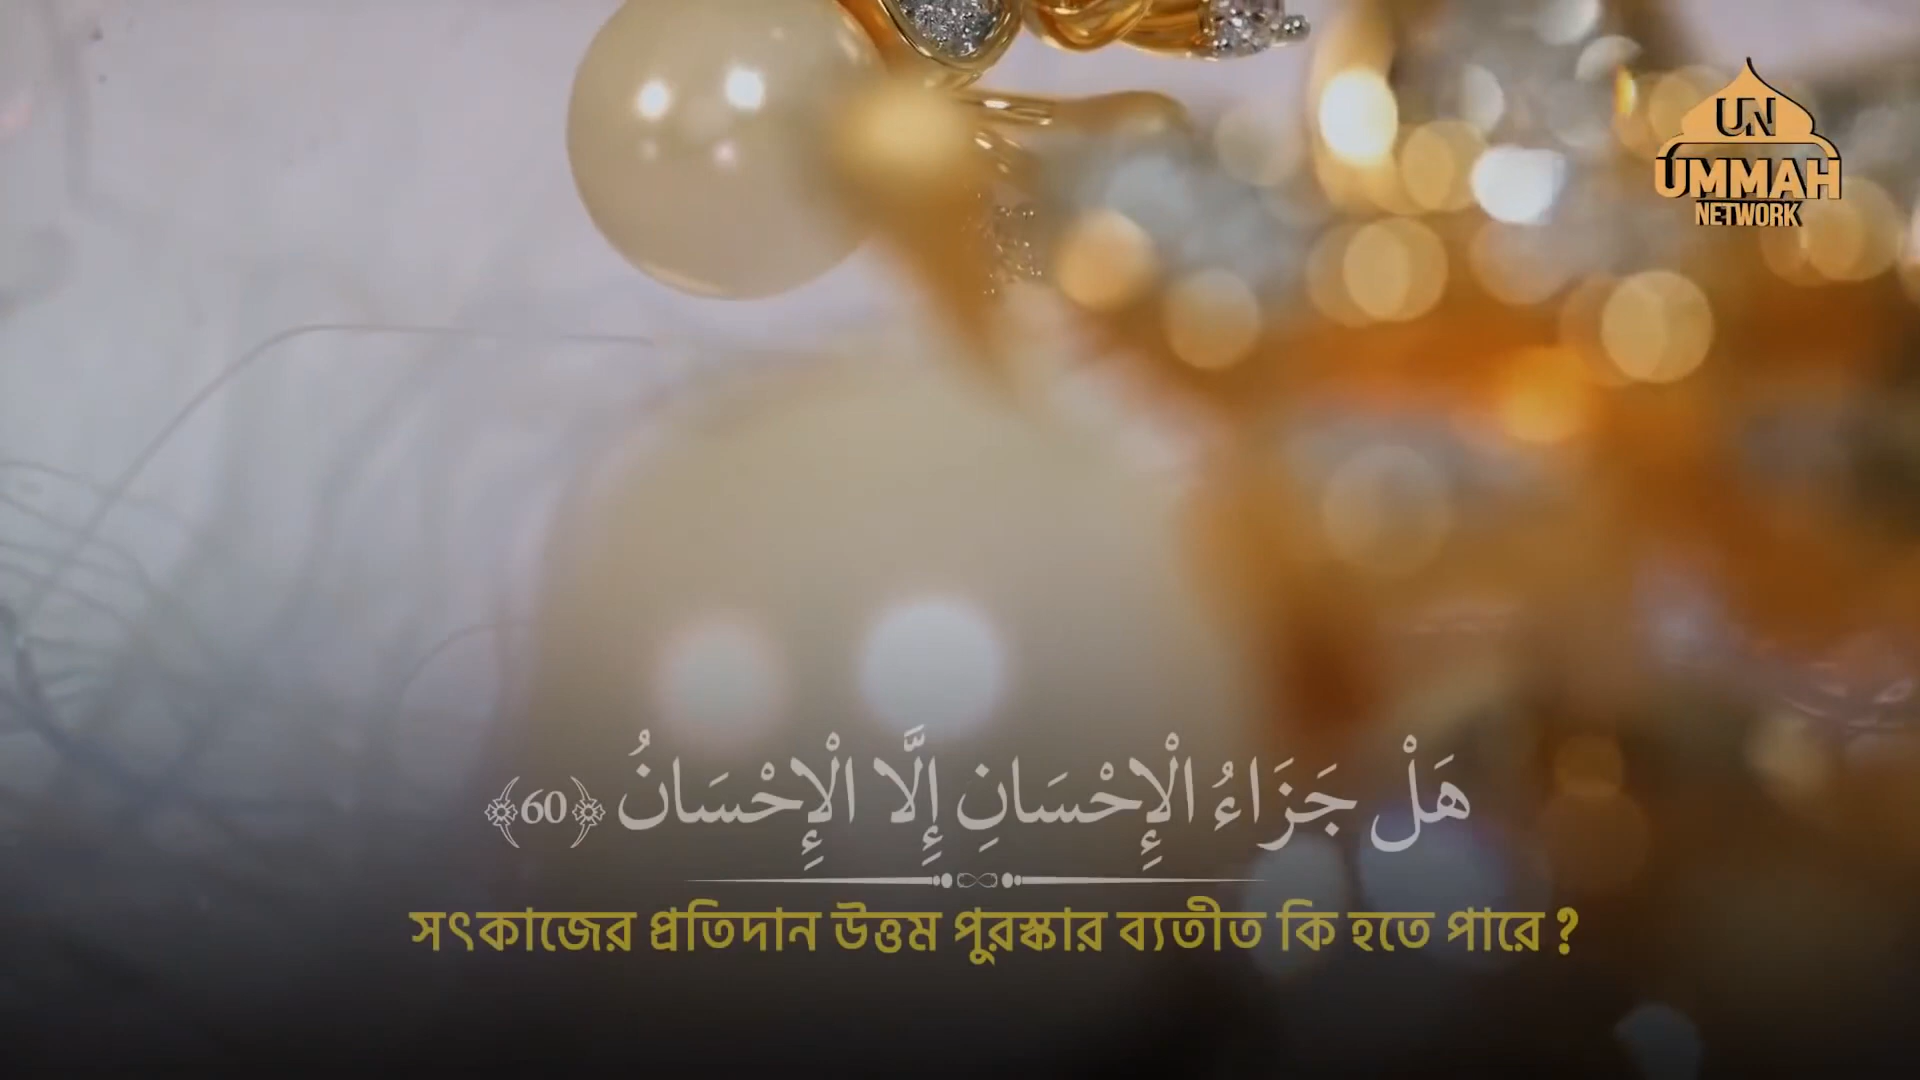 UN
UMMAH
NETWORK
هَلْ جَزَاءُ الْإِحْسَانِ إِلَّا الْإِحْسَانُ ﴿60﴾
সৎকাজের প্রতিদান উত্তম পুরস্কার ব্যতীত কি হতে পারে ?